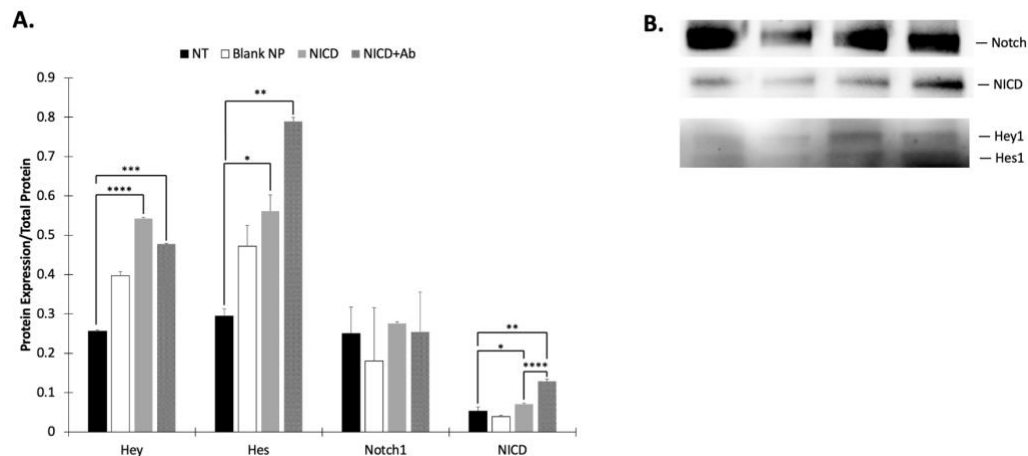 A.
NT Blank NP NICD NICD+Ab
Protein Expression/Total Protein
0.9
0.8
0.7
0.6
0.5
0.4
0.3
0.2
0.1
0
***
****
**
*
**
*
****
Hey Hes Notch1 NICD
B.
— Notch
— NICD
— Hey1
— Hes1